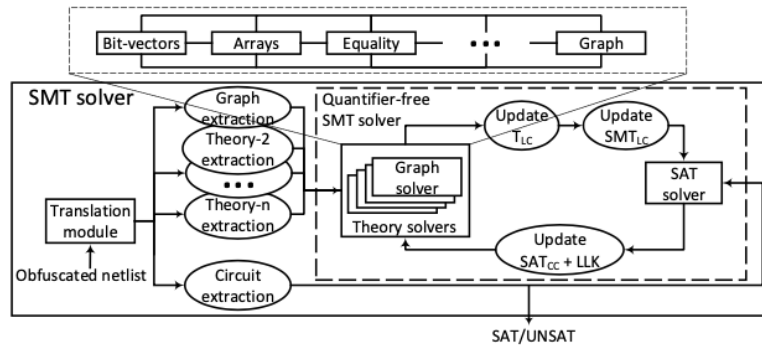 Bit-vectors Arrays Equality ... Graph
SMT solver
Quantifier-free
SMT solver
Graph
extraction
Theory-2
extraction
...
Theory-n
extraction
Circuit
extraction
Translation
module
Obfuscated netlist
Update
T_LC
Update
SMT_LC
Graph
solver
Theory solvers
SAT
solver
Update
SAT_CC + LLK
SAT/UNSAT